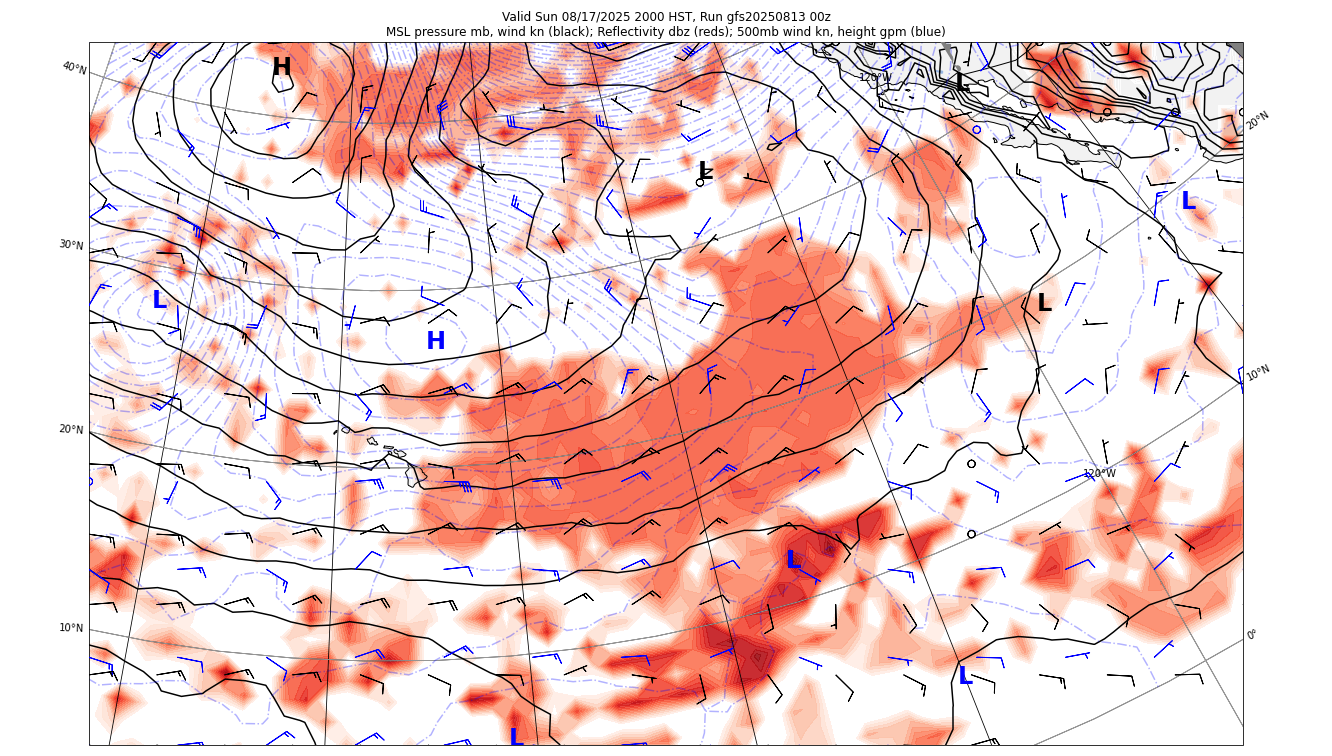 Valid Sun 08/17/2025 2000 HST, Run gfs20250813 00z
MSL pressure mb, wind kn (black); Reflectivity dbz (reds); 500mb wind kn, height gpm (blue)
40°N
H
120°W
L
20°N
L
L
30°N
L
L
H
10°N
20°N
120°W
L
10°N
0°
L
L